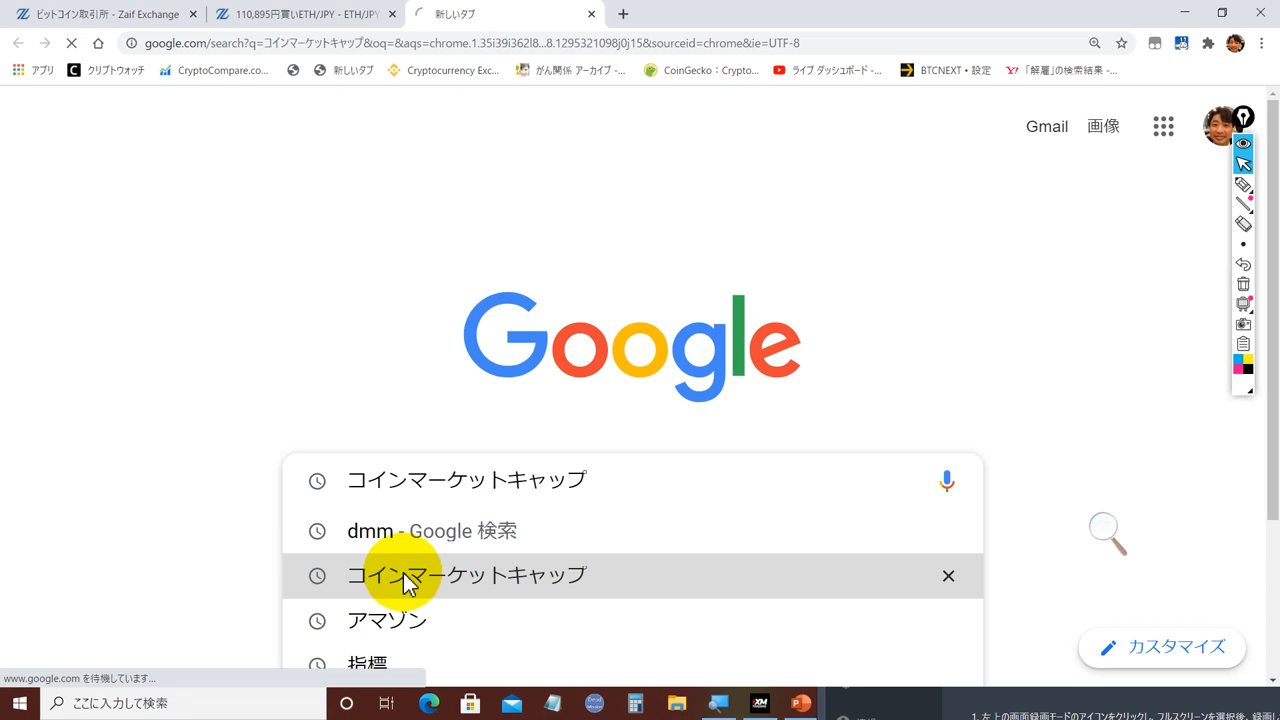 ビットコイン取引所 - Zaif Exchange
110,895円買いETH/JPY - ETH/JPY
新しいタブ
google.com/search?q=コインマーケットキャップ&oq=&aqs=chrome.1.35i39i362l8...8.1295321098j0j15&sourceid=chrome&ie=UTF-8
アプリ
クリプトウォッチ
CryptoCompare.co...
新しいタブ
Cryptocurrency Exc...
がん関係 アーカイブ -...
CoinGecko：Crypto...
ライブ ダッシュボード -...
BTCNEXT・設定
「解雇」の検索結果 -...
Gmail 画像
Google
コインマーケットキャップ
dmm - Google 検索
コインマーケットキャップ
アマゾン
指標
カスタマイズ
www.google.com を待機しています...
ここに入力して検索
XM
1. 左上の画面録画モードのアイコンをクリックし、フルスクリーンを選択後、録画し